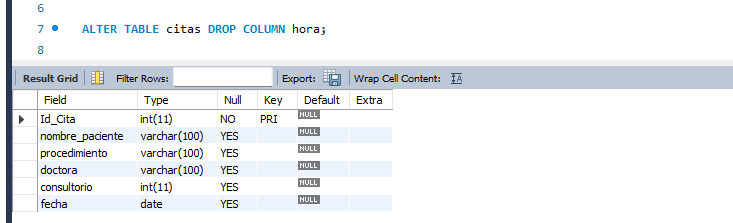 6
7 ALTER TABLE citas DROP COLUMN hora;
8
Result Grid Filter Rows: Export: Wrap Cell Content: IA
Field Type Null Key Default Extra
Id_Cita int(11) NO PRI NULL
nombre_paciente varchar(100) YES NULL
procedimiento varchar(100) YES NULL
doctora varchar(100) YES NULL
consultorio int(11) YES NULL
fecha date YES NULL